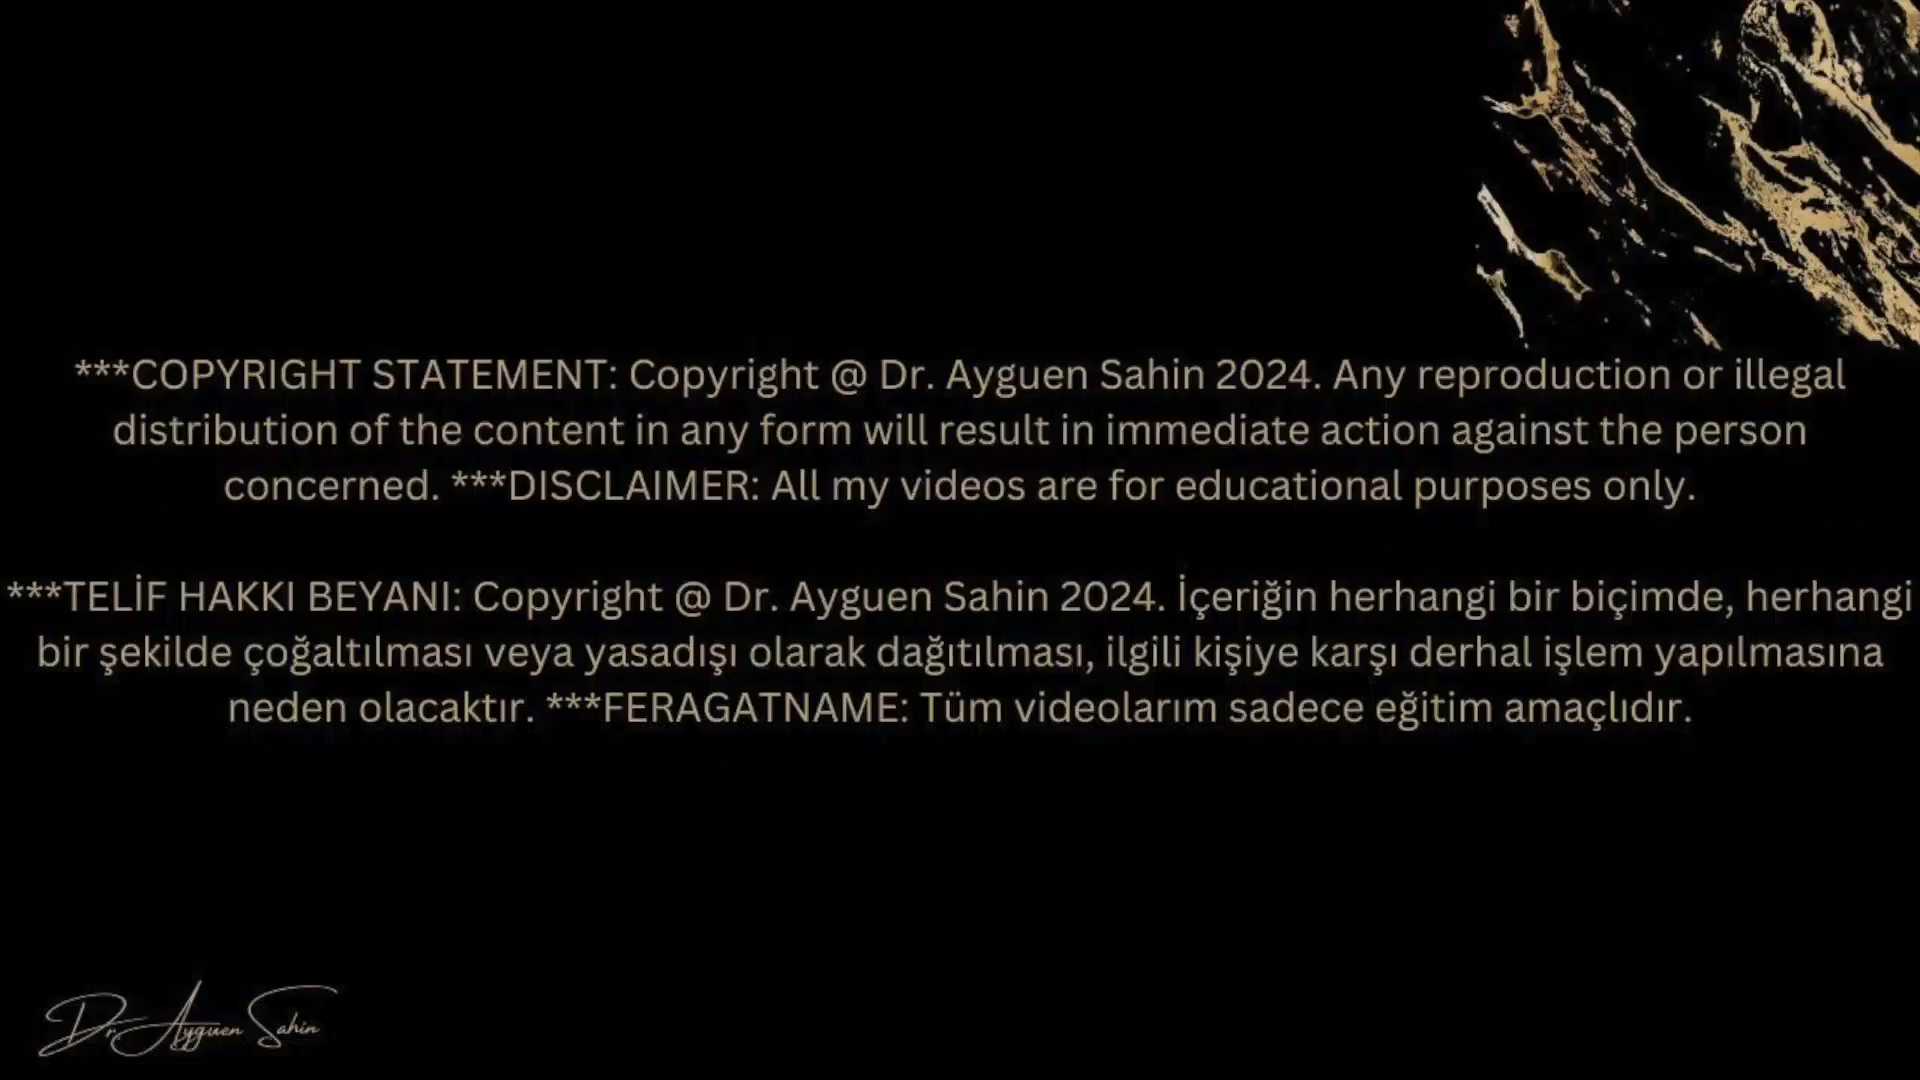 ***COPYRIGHT STATEMENT: Copyright @ Dr. Ayguen Sahin 2024. Any reproduction or illegal
distribution of the content in any form will result in immediate action against the person
concerned. ***DISCLAIMER: All my videos are for educational purposes only.
***TELİF HAKKI BEYANI: Copyright @ Dr. Ayguen Sahin 2024. İçeriğin herhangi bir biçimde, herhangi
bir şekilde çoğaltılması veya yasadışı olarak dağıtılması, ilgili kişiye karşı derhal işlem yapılmasına
neden olacaktır. ***FERAGATNAME: Tüm videolarım sadece eğitim amaçlıdır.
Dr. Ayguen Sahin